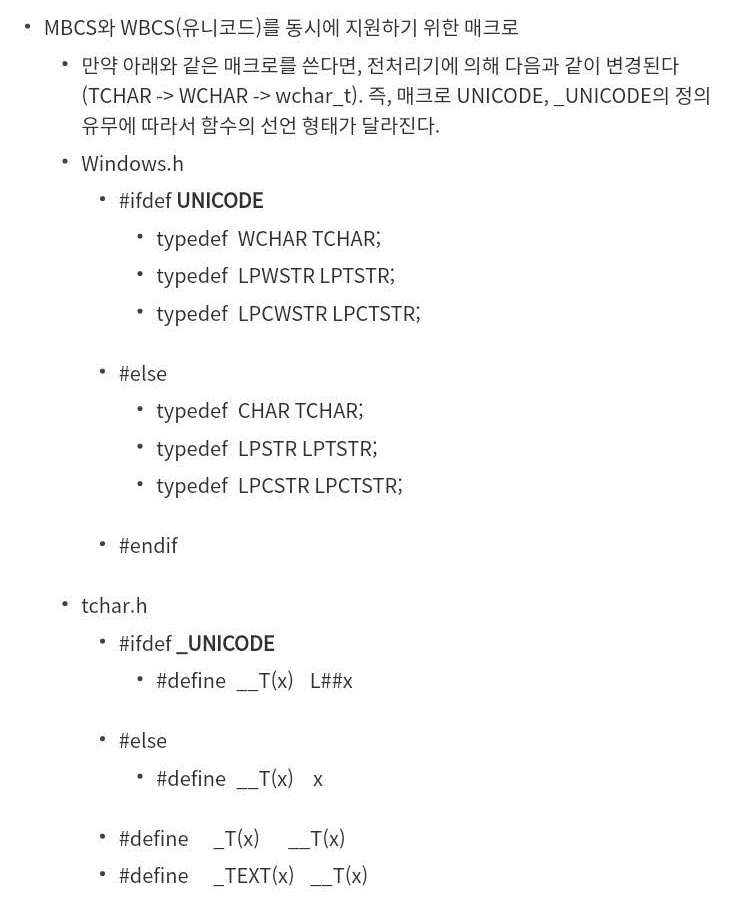 • MBCS와 WBCS(유니코드)를 동시에 지원하기 위한 매크로
• 만약 아래와 같은 매크로를 쓴다면, 전처리기에 의해 다음과 같이 변경된다
(TCHAR -> WCHAR -> wchar_t). 즉, 매크로 UNICODE, _UNICODE의 정의
유무에 따라서 함수의 선언 형태가 달라진다.
• Windows.h
• #ifdef UNICODE
• typedef WCHAR TCHAR;
• typedef LPWSTR LPTSTR;
• typedef LPCWSTR LPCTSTR;
• #else
• typedef CHAR TCHAR;
• typedef LPSTR LPTSTR;
• typedef LPCSTR LPCTSTR;
• #endif
• tchar.h
• #ifdef _UNICODE
• #define __T(x) L##x
• #else
• #define __T(x) x
• #define _T(x) __T(x)
• #define _TEXT(x) __T(x)